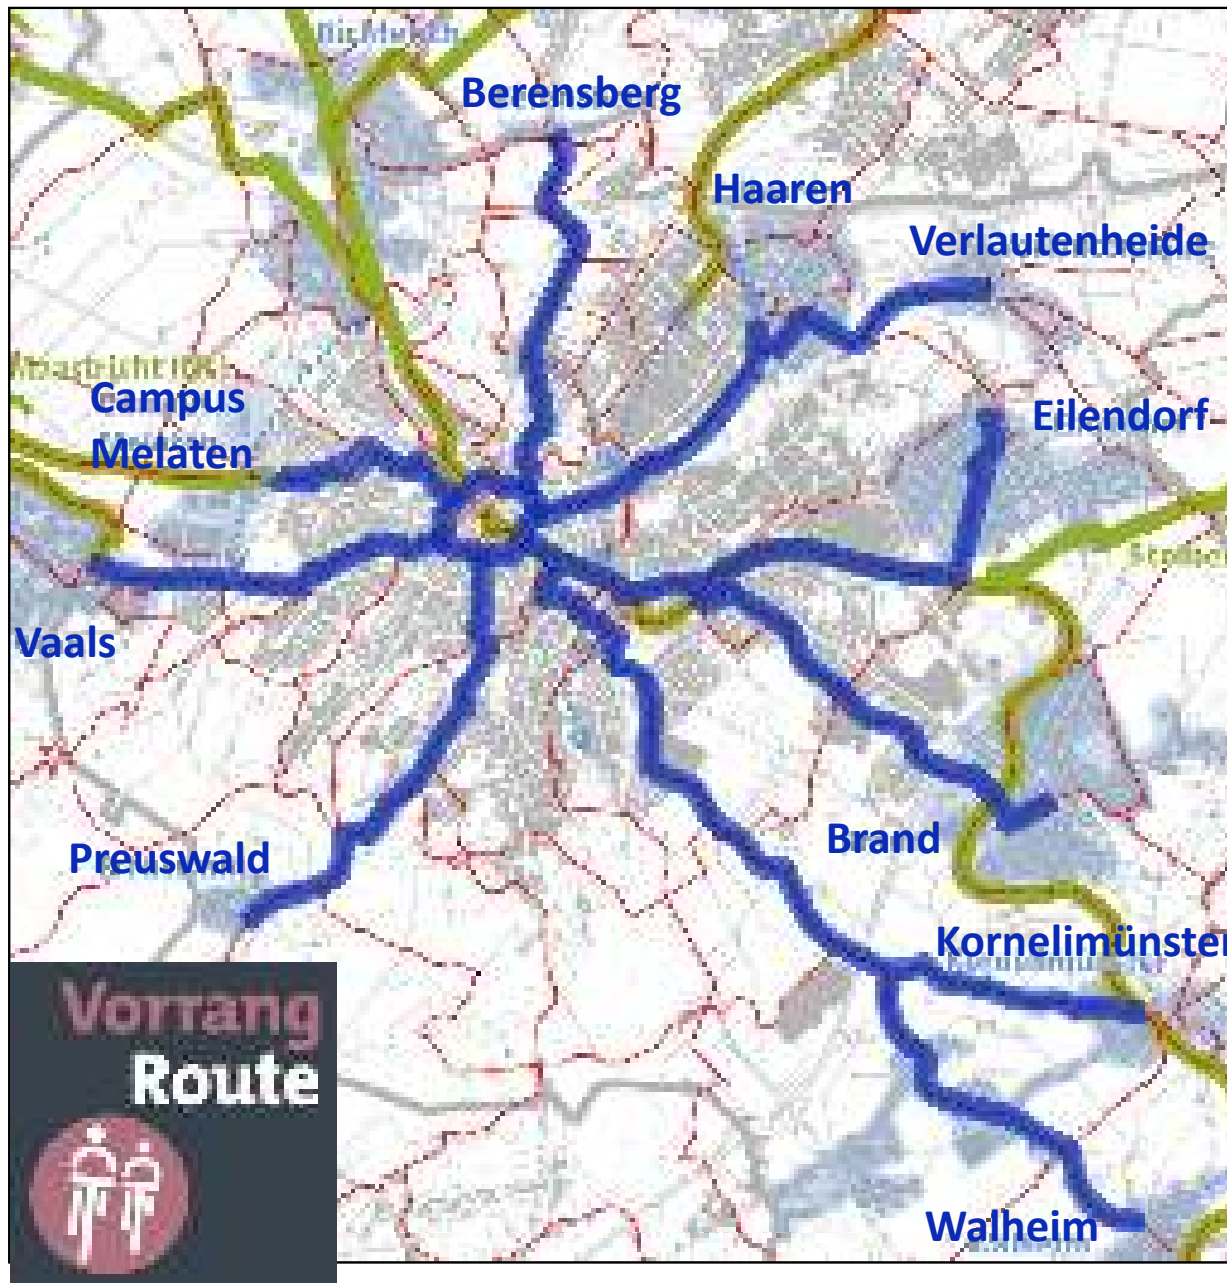 Berensberg
Haaren
Verlautenheide
Campus
Melaten
Eilendorf
Vaals
Preuswald
Brand
Kornelimünster
Vorrang
Route
Walheim